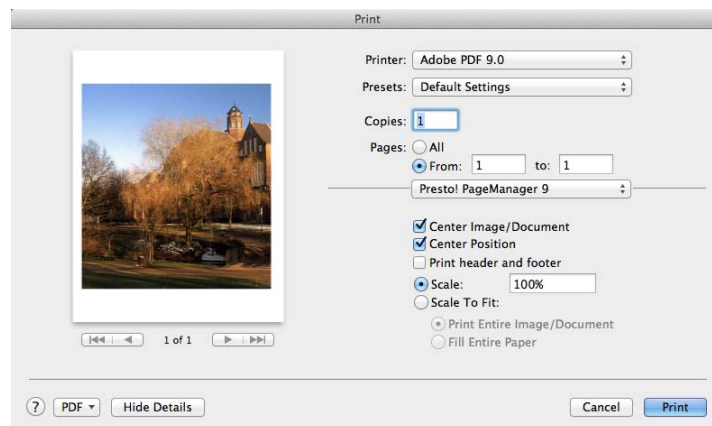 Print
Printer: Adobe PDF 9.0
Presets: Default Settings
Copies: 1
Pages: All
From: 1 to: 1
Presto! PageManager 9
Center Image/Document
Center Position
Print header and footer
Scale: 100%
Scale To Fit:
Print Entire Image/Document
Fill Entire Paper
1 of 1
? PDF Hide Details Cancel Print